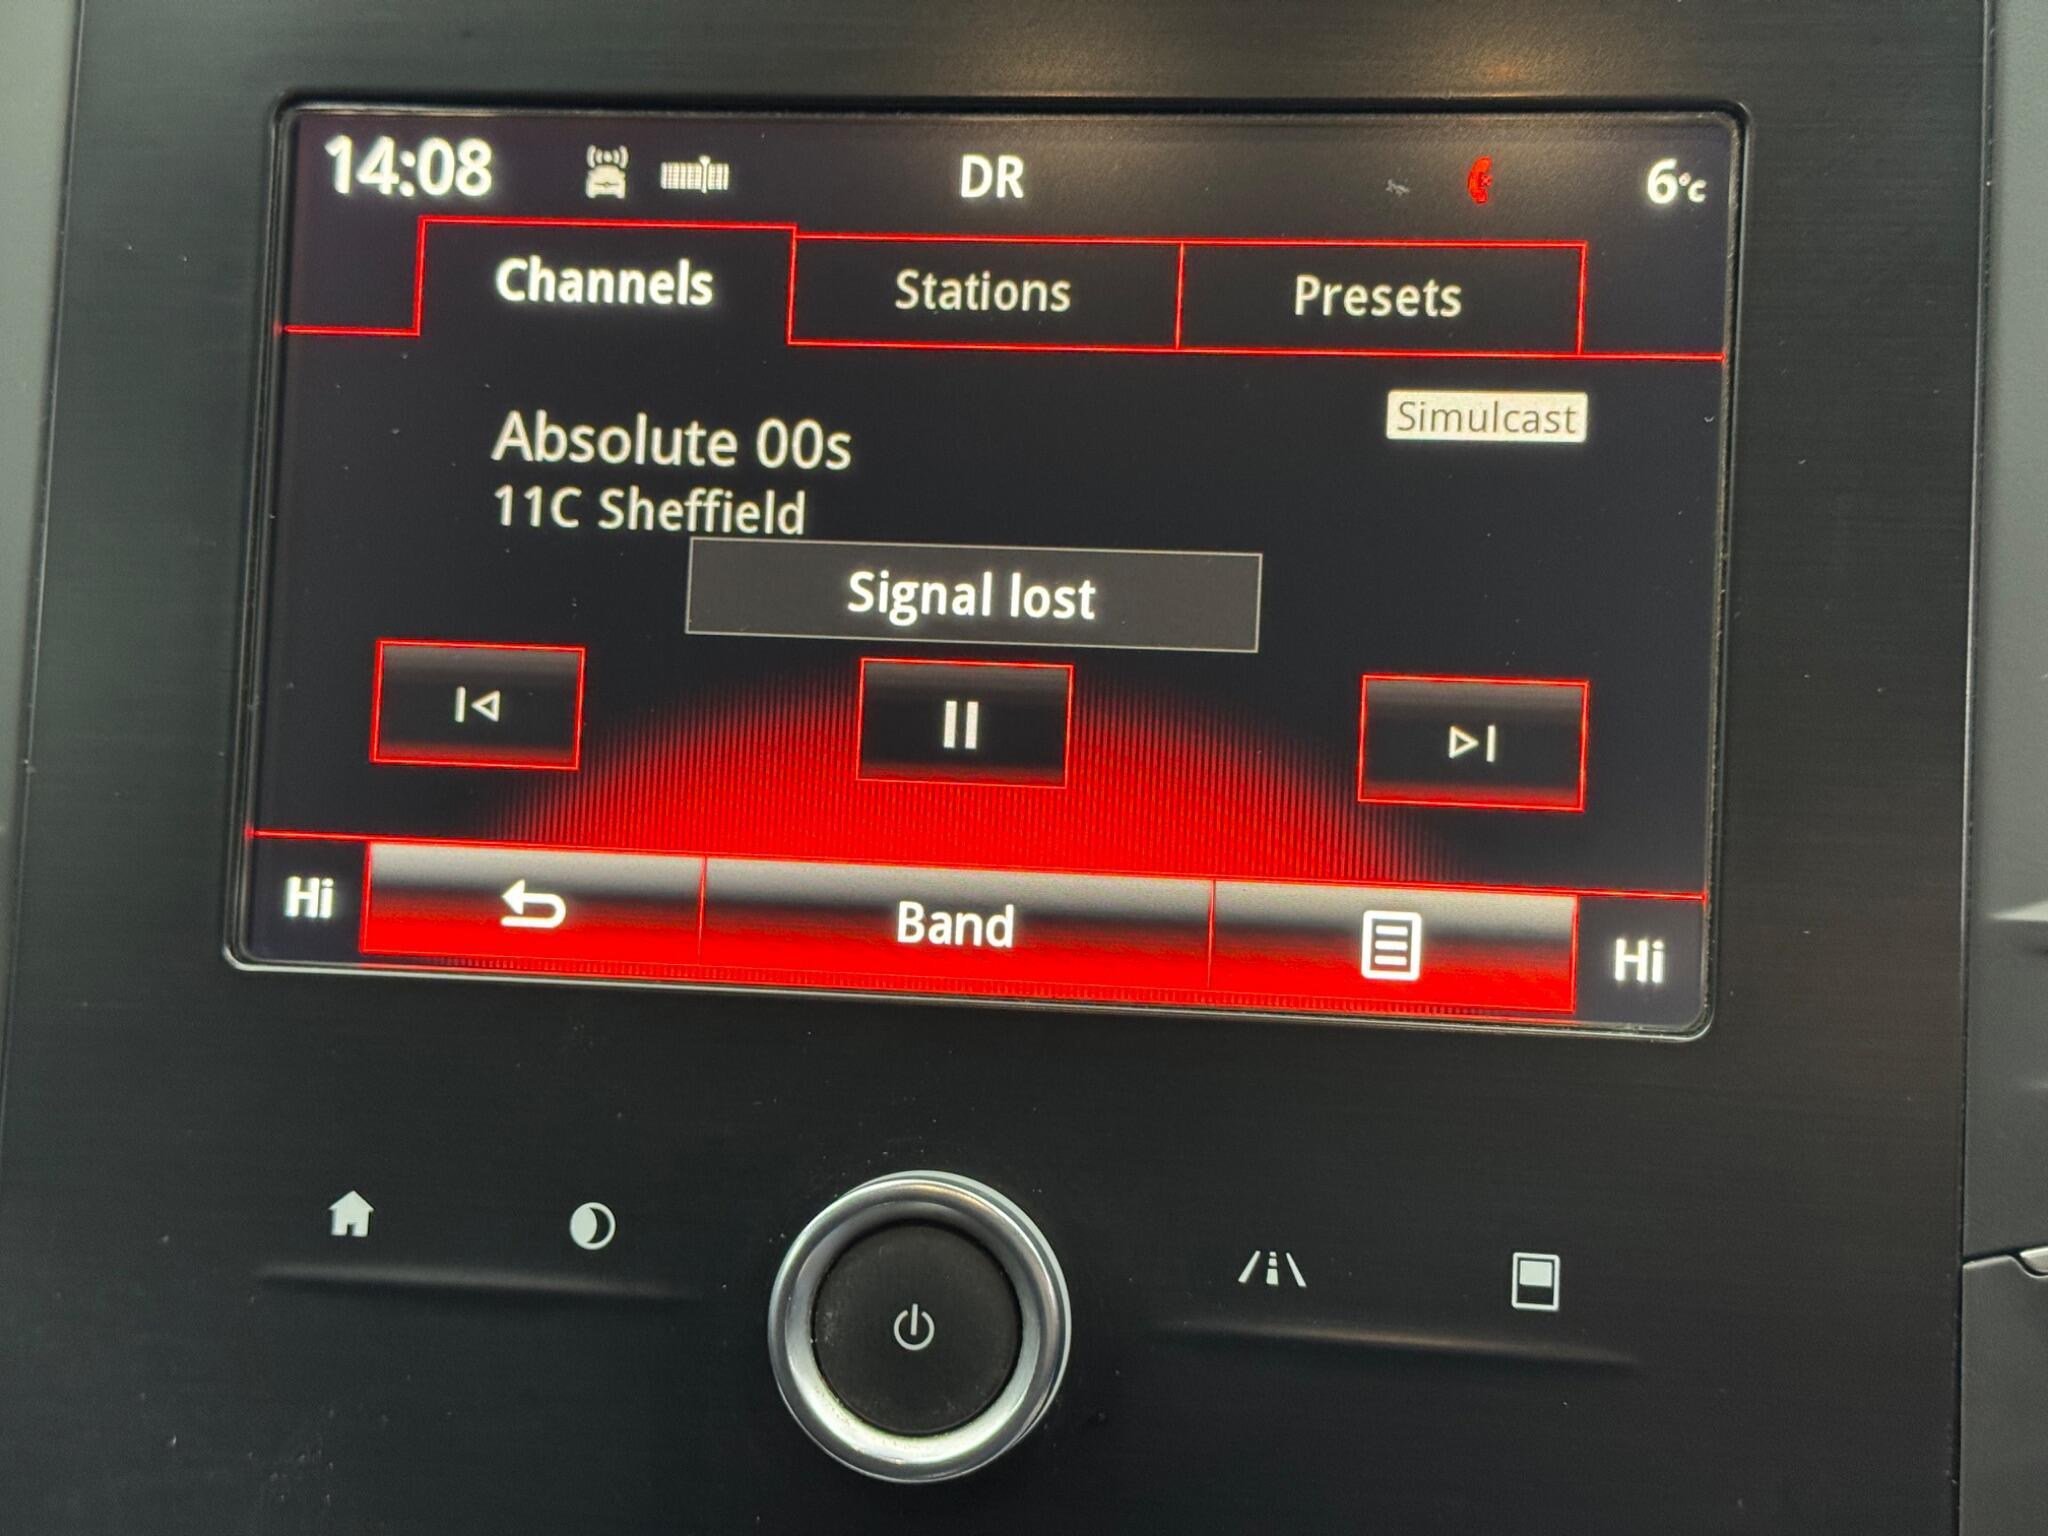 14:08
DR
6°C
Channels
Stations
Presets
Absolute 00s
Simulcast
11C Sheffield
Signal lost
Hi
Band
Hi